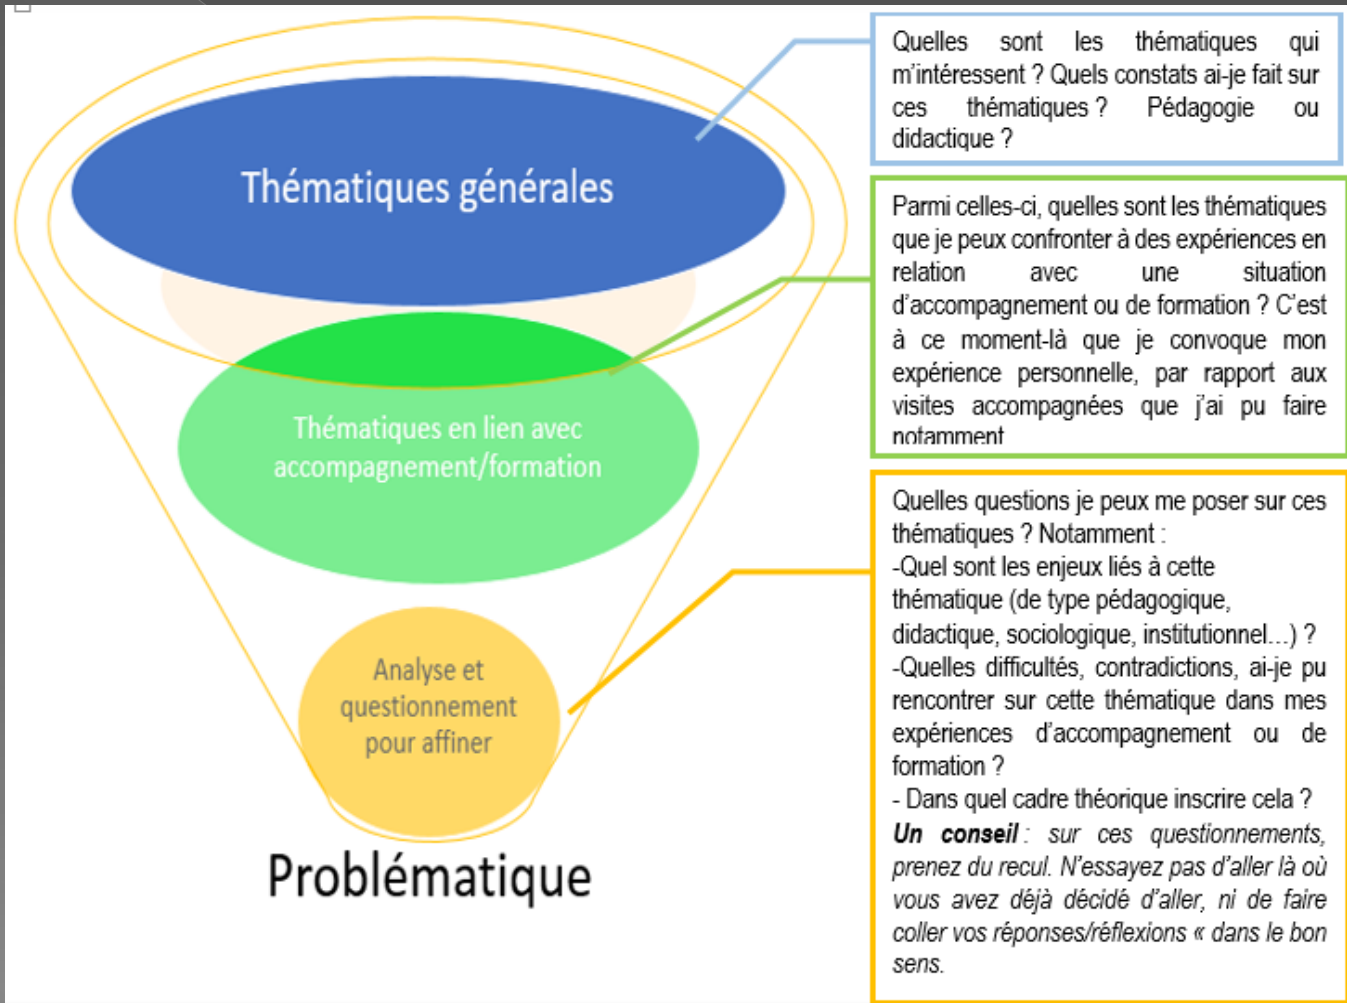 Thématiques générales
Thématiques en lien avec
accompagnement/formation
Analyse et
questionnement
pour affiner
Problématique
Quelles sont les thématiques qui
m’intéressent ? Quels constats ai-je fait sur
ces thématiques ? Pédagogie ou
didactique ?
Parmi celles-ci, quelles sont les thématiques
que je peux confronter à des expériences en
relation avec une situation
d’accompagnement ou de formation ? C’est
à ce moment-là que je convoque mon
expérience personnelle, par rapport aux
visites accompagnées que j’ai pu faire
notamment
Quelles questions je peux me poser sur ces
thématiques ? Notamment :
-Quel sont les enjeux liés à cette
thématique (de type pédagogique,
didactique, sociologique, institutionnel…) ?
-Quelles difficultés, contradictions, ai-je pu
rencontrer sur cette thématique dans mes
expériences d’accompagnement ou de
formation ?
- Dans quel cadre théorique inscrire cela ?
Un conseil : sur ces questionnements,
prenez du recul. N’essayez pas d’aller là où
vous avez déjà décidé d’aller, ni de faire
coller vos réponses/réflexions « dans le bon
sens.